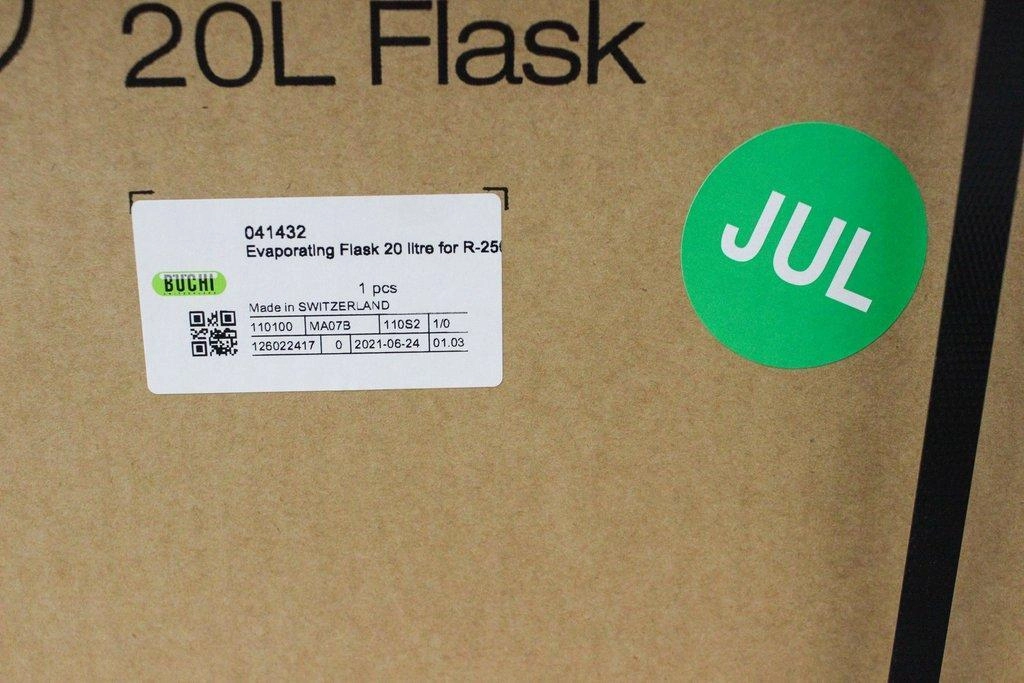 20L Flask
041432
Evaporating Flask 20 litre for R-250
BUCHI
1 pcs
Made in SWITZERLAND
110100 MA07B 110S2 1/0
126022417 0 2021-06-24 01.03
JUL